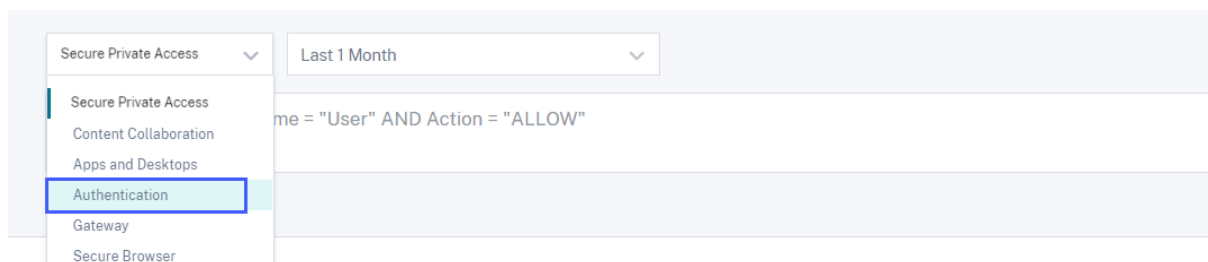 Secure Private Access
Last 1 Month
Secure Private Access
me = "User" AND Action = "ALLOW"
Content Collaboration
Apps and Desktops
Authentication
Gateway
Secure Browser